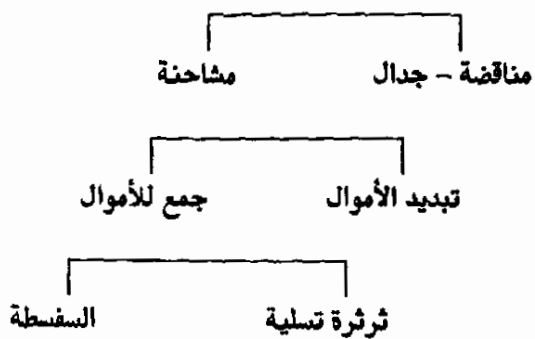 مناقضة – جدال مشاحنة
تبديد الأموال جمع للأموال
ثرثرة تسلية السفسطة